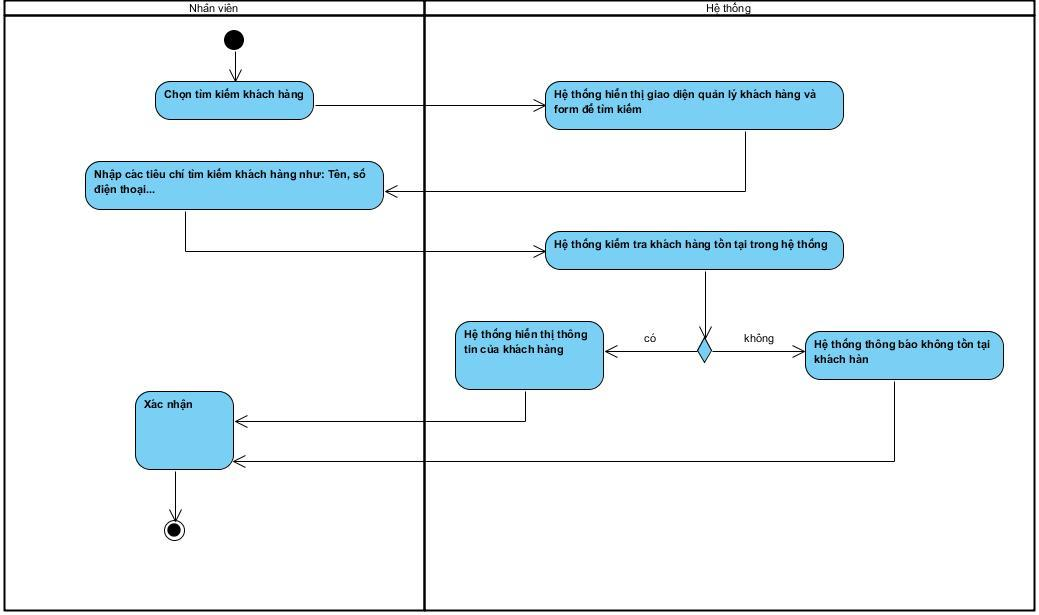 Nhân viên
Hệ thống
Chọn tìm kiếm khách hàng
Hệ thống hiển thị giao diện quản lý khách hàng và
form để tìm kiếm
Nhập các tiêu chí tìm kiếm khách hàng như: Tên, số
điện thoại...
Hệ thống kiểm tra khách hàng tồn tại trong hệ thống
có
không
Hệ thống hiển thị thông
tin của khách hàng
Hệ thống thông báo không tồn tại
khách hàn
Xác nhận